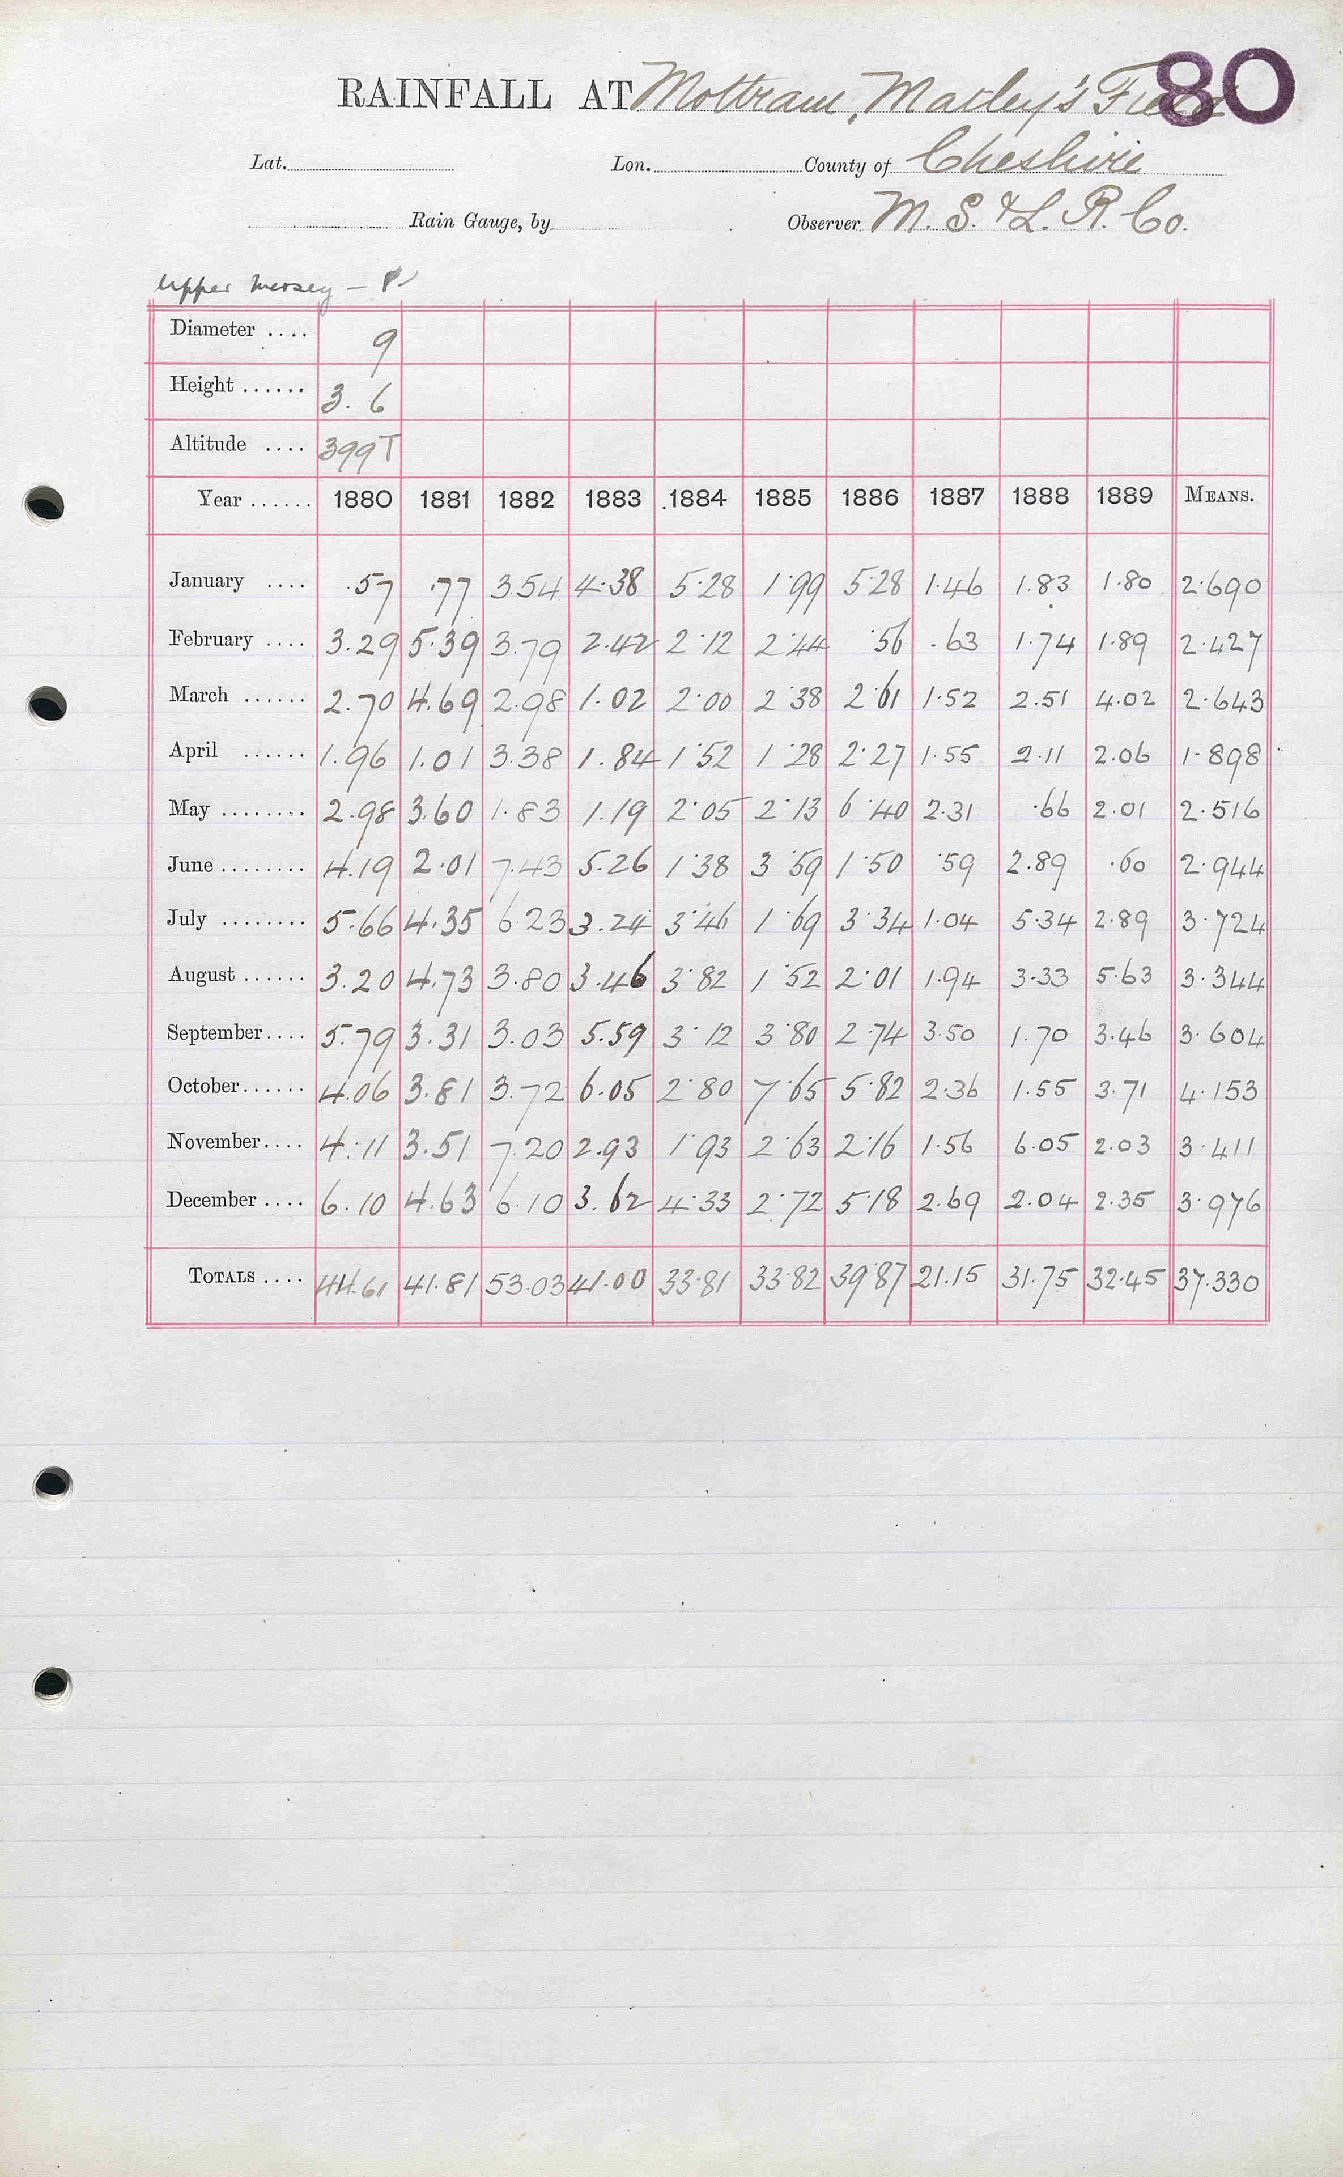 80
RAINFALL AT Mottram, Matley's Field
Lat. Lon. County of Cheshire
Rain Gauge, by Observer M. S. & L. R. Co.
Upper Mersey —
Diameter .... 9
Height ...... 3. 6
Altitude .... 399T
Year ...... 1880 1881 1882 1883 1884 1885 1886 1887 1888 1889 MEANS.
January .... .57 .77 3.54 4.38 5.28 1.99 5.28 1.46 1.83 1.80 2.690
February .... 3.29 5.39 3.79 2.42 2.12 2.44 .56 .63 1.74 1.89 2.427
March ...... 2.70 4.69 2.98 1.02 2.00 2.38 2.61 1.52 2.51 4.02 2.643
April ...... 1.96 1.01 3.38 1.84 1.52 1.28 2.27 1.55 2.11 2.06 1.898
May ........ 2.98 3.60 1.83 1.19 2.05 2.13 6.40 2.31 .66 2.01 2.516
June ........ 4.19 2.01 7.43 5.26 1.38 3.59 1.50 .59 2.89 .60 2.944
July ........ 5.66 4.35 6.23 3.24 3.46 1.69 3.34 1.04 5.34 2.89 3.724
August ...... 3.20 4.73 3.80 3.46 3.82 1.52 2.01 1.94 3.33 5.63 3.344
September .... 5.79 3.31 3.03 5.59 3.12 3.80 2.74 3.50 1.70 3.46 3.604
October ...... 4.06 3.81 3.72 6.05 2.80 7.65 5.82 2.36 1.55 3.71 4.153
November .... 4.11 3.51 7.20 2.93 1.93 2.63 2.16 1.56 6.05 2.03 3.411
December .... 6.10 4.63 6.10 3.62 4.33 2.72 5.18 2.69 2.04 2.35 3.976
TOTALS .... 44.61 41.81 53.03 41.00 33.81 33.82 39.87 21.15 31.75 32.45 37.330